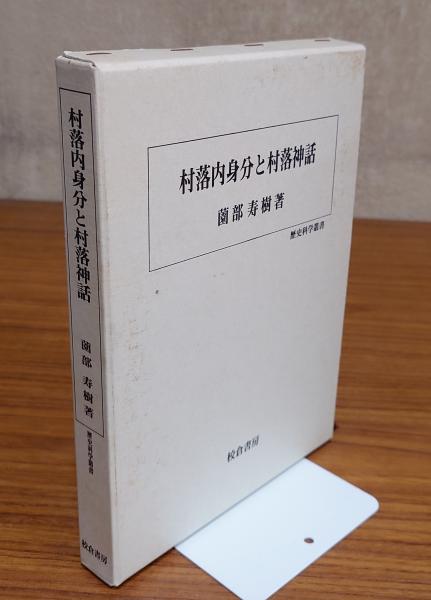 村落内身分と村落神話
薗部寿樹著
歴史科学叢書
校倉書房
村落内身分と村落神話
薗部寿樹著
歴史科学叢書
校倉書房